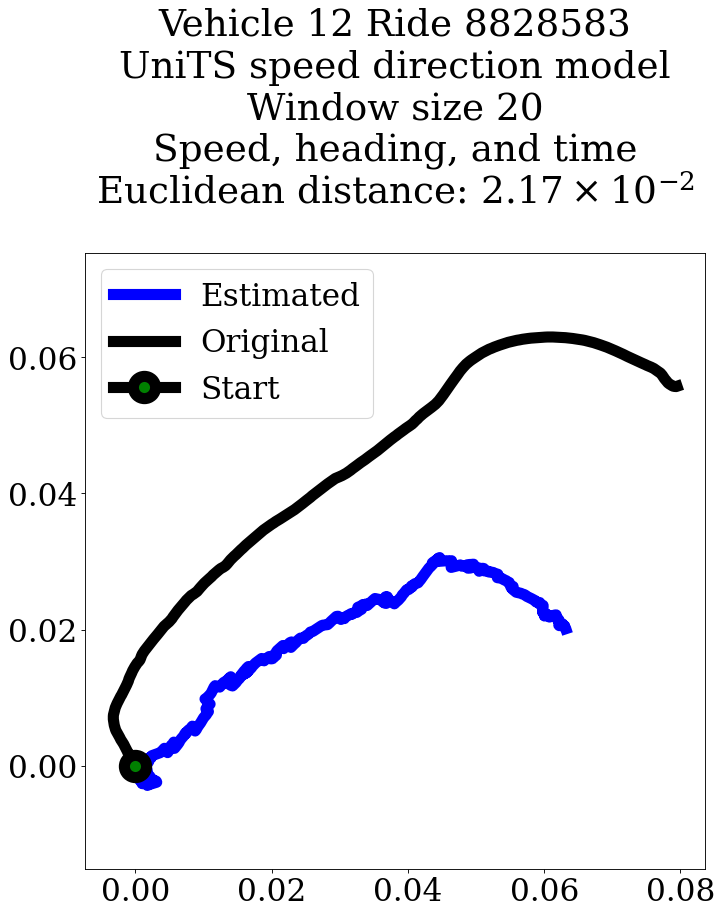 Vehicle 12 Ride 8828583
UniTS speed direction model
Window size 20
Speed, heading, and time
Euclidean distance: 2.17 × 10⁻²
Estimated
Original
Start
0.06
0.04
0.02
0.00
0.00 0.02 0.04 0.06 0.08